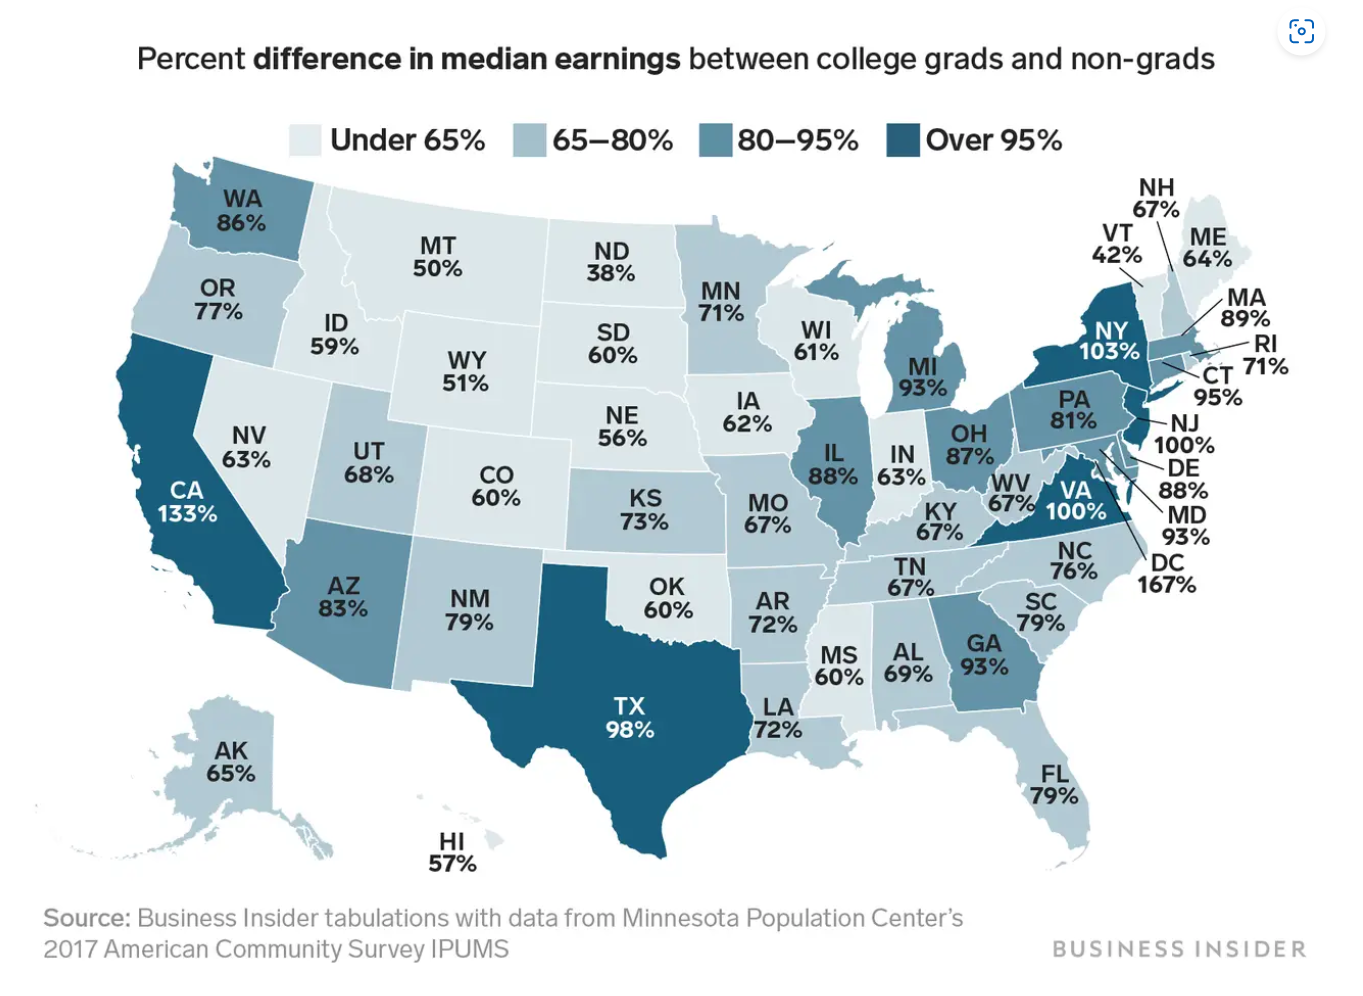 Percent difference in median earnings between college grads and non-grads
Under 65%
65–80%
80–95%
Over 95%
WA
86%
OR
77%
CA
133%
NV
63%
ID
59%
MT
50%
WY
51%
UT
68%
CO
60%
AZ
83%
NM
79%
ND
38%
SD
60%
NE
56%
KS
73%
OK
60%
TX
98%
MN
71%
IA
62%
MO
67%
AR
72%
LA
72%
WI
61%
IL
88%
MI
93%
IN
63%
OH
87%
KY
67%
TN
67%
MS
60%
AL
69%
GA
93%
FL
79%
SC
79%
NC
76%
VA
100%
WV
67%
PA
81%
NY
103%
VT
42%
NH
67%
ME
64%
MA
89%
RI
71%
CT
95%
NJ
100%
DE
88%
MD
93%
DC
167%
AK
65%
HI
57%
Source: Business Insider tabulations with data from Minnesota Population Center’s
2017 American Community Survey IPUMS
BUSINESS INSIDER